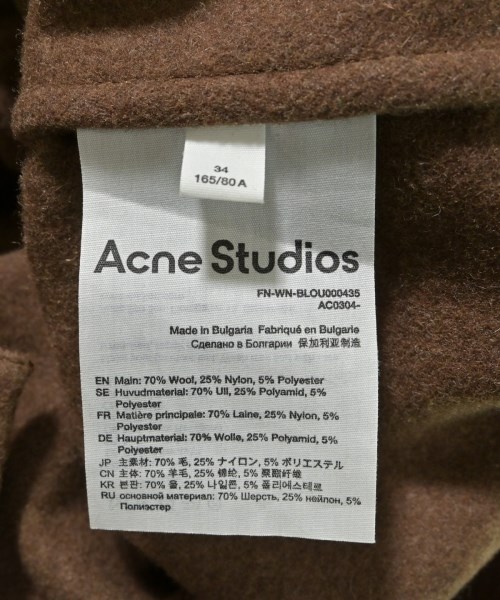 34
165/80 A
Acne Studios
FN-WN-BLOU000435
AC0304-
Made in Bulgaria Fabriqué en Bulgarie
Сделано в Болгарии 保加利亚制造
EN Main: 70% Wool, 25% Nylon, 5% Polyester
SE Huvudmaterial: 70% Ull, 25% Polyamid, 5%
Polyester
FR Matière principale: 70% Laine, 25% Nylon, 5%
Polyester
DE Hauptmaterial: 70% Wolle, 25% Polyamid, 5%
Polyester
JP 主素材: 70% 毛, 25% ナイロン, 5% ポリエステル
CN 主体: 70% 羊毛, 25% 锦纶, 5% 聚酯纤维
KR 본판: 70% 울, 25% 나일론, 5% 폴리에스테르
RU основной материал: 70% Шерсть, 25% нейлон, 5%
Полиэстер